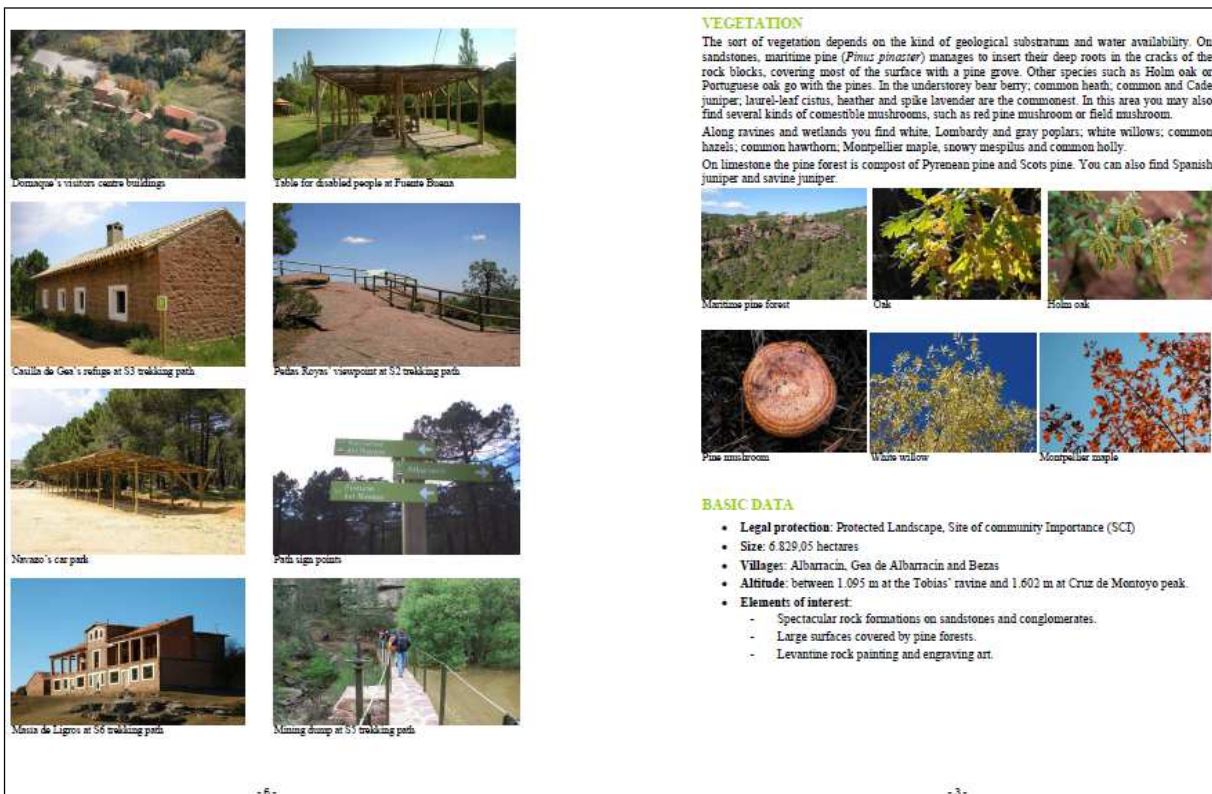 Dornaque's visitors centre buildings
Table for disabled people at Fuente Buena
Casilla de Gea's refuge at S3 trekking path
Peñas Royas' viewpoint at S2 trekking path
Navazo's car park
Path sign points
Masía de Ligros at S6 trekking path
Mining dump at S5 trekking path
-6-
VEGETATION
The sort of vegetation depends on the kind of geological substratum and water availability. On
sandstones, maritime pine (Pinus pinaster) manages to insert their deep roots in the cracks of the
rock blocks, covering most of the surface with a pine grove. Other species such as Holm oak or
Portuguese oak go with the pines. In the understorey bear berry; common heath; common and Cade
juniper; laurel-leaf cistus, heather and spike lavender are the commonest. In this area you may also
find several kinds of comestible mushrooms, such as red pine mushroom or field mushroom.
Along ravines and wetlands you find white, Lombardy and gray poplars; white willows; common
hazels; common hawthorn; Montpellier maple, snowy mespilus and common holly.
On limestone the pine forest is compost of Pyrenean pine and Scots pine. You can also find Spanish
juniper and savine juniper.
Maritime pine forest
Oak
Holm oak
Pine mushroom
White willow
Montpellier maple
BASIC DATA
• Legal protection: Protected Landscape, Site of community Importance (SCI)
• Size: 6.829,05 hectares
• Villages: Albarracín, Gea de Albarracín and Bezas
• Altitude: between 1.095 m at the Tobías' ravine and 1.602 m at Cruz de Montoyo peak.
• Elements of interest:
- Spectacular rock formations on sandstones and conglomerates.
- Large surfaces covered by pine forests.
- Levantine rock painting and engraving art.
-3-